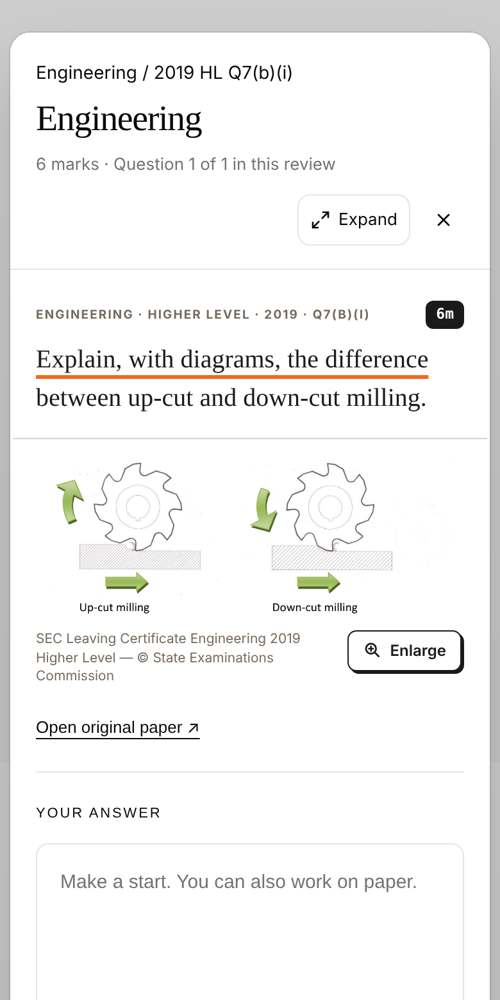 Engineering / 2019 HL Q7(b)(i)
Engineering
6 marks · Question 1 of 1 in this review
Expand
ENGINEERING · HIGHER LEVEL · 2019 · Q7(B)(I)
6m
Explain, with diagrams, the difference
between up-cut and down-cut milling.
Up-cut milling
Down-cut milling
SEC Leaving Certificate Engineering 2019
Higher Level — © State Examinations
Commission
Enlarge
Open original paper ↗
YOUR ANSWER
Make a start. You can also work on paper.